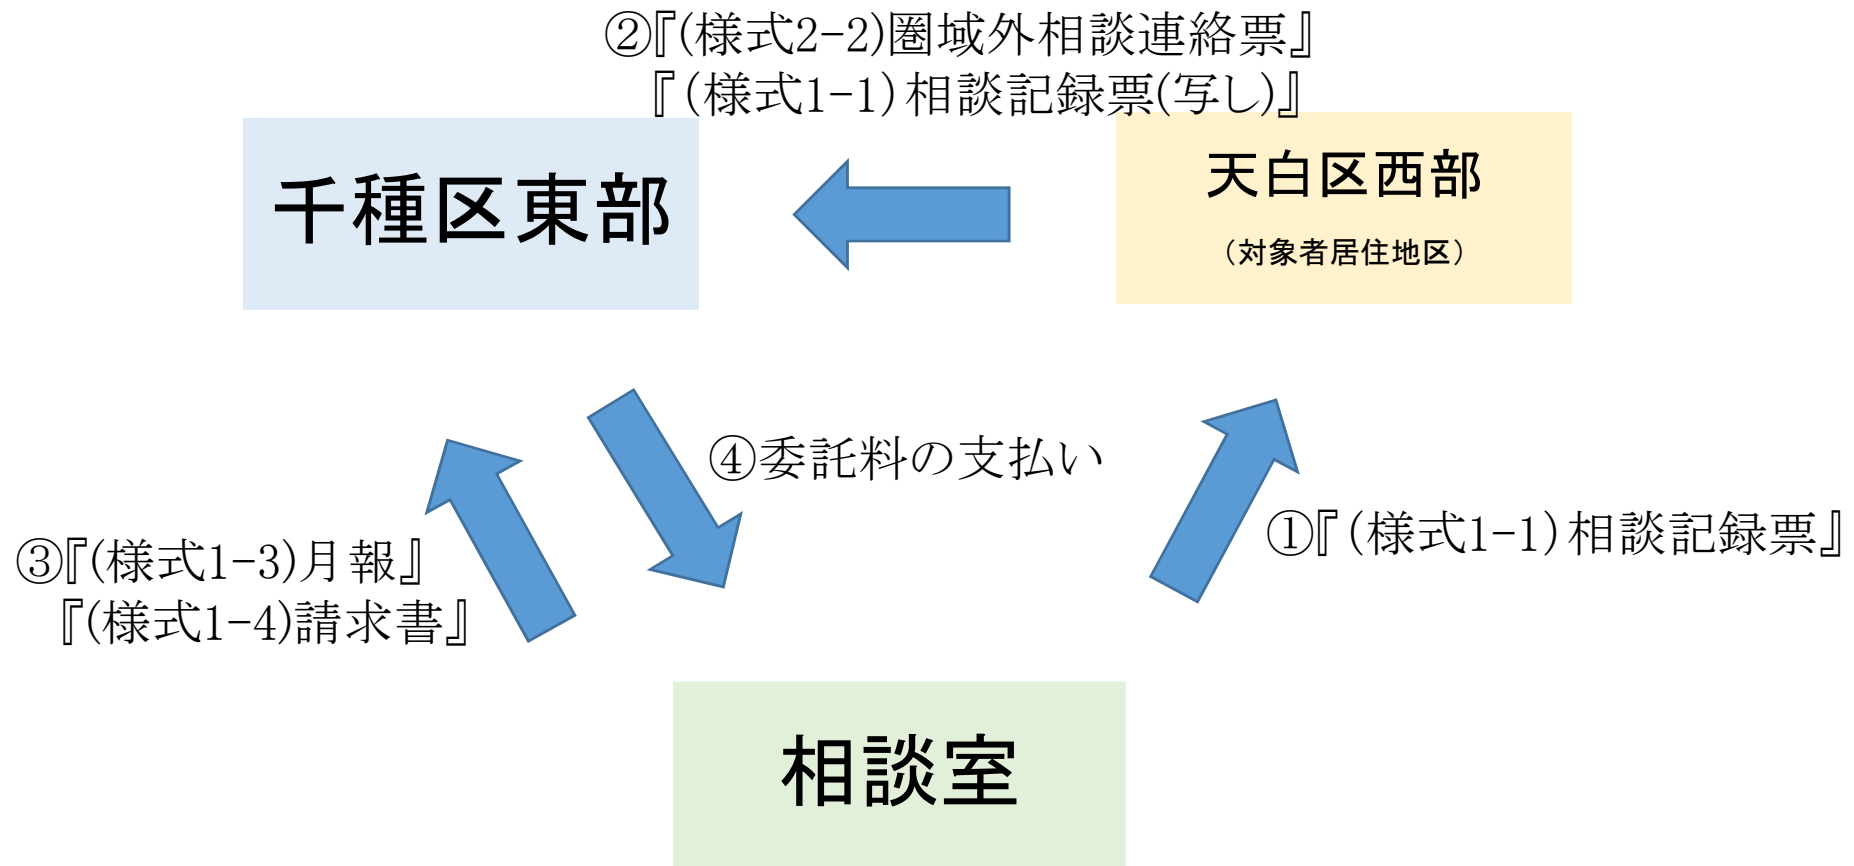 ②『(様式2-2)圏域外相談連絡票』
『(様式1-1)相談記録票(写し)』
千種区東部
天白区西部
(対象者居住地区)
④委託料の支払い
①『(様式1-1)相談記録票』
③『(様式1-3)月報』
『(様式1-4)請求書』
相談室